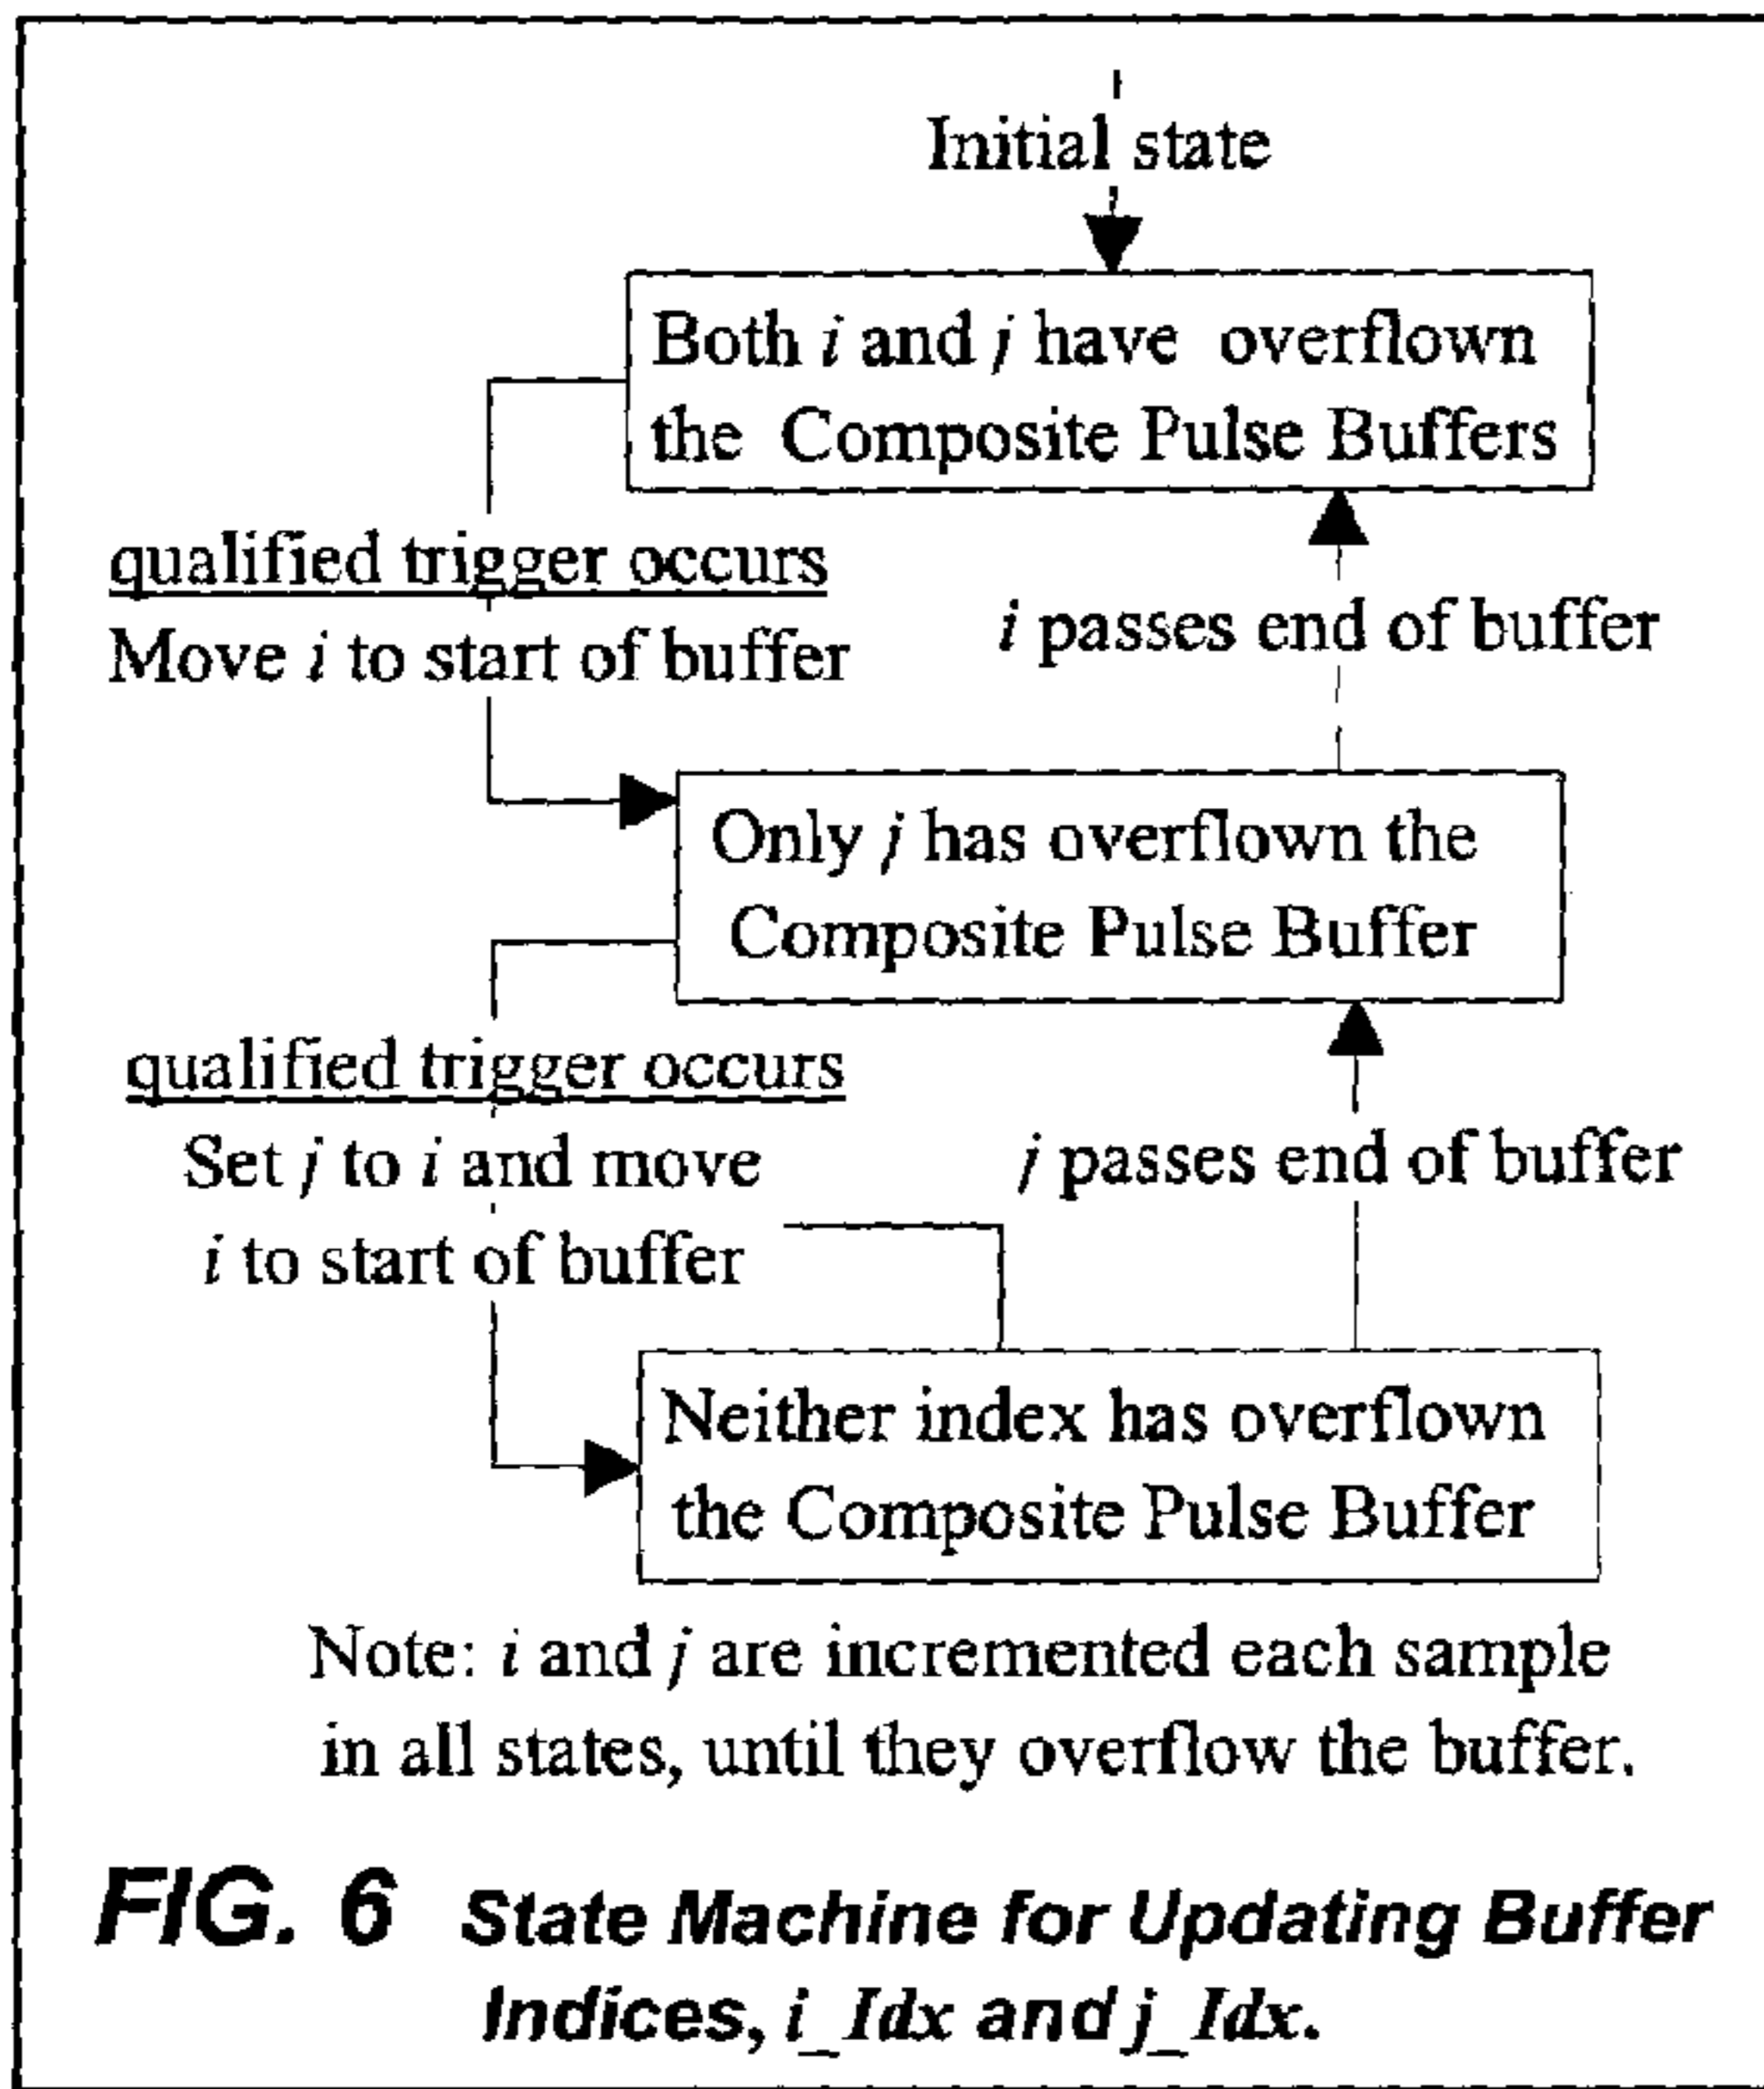 Initial state
Both i and j have overflown
the Composite Pulse Buffers
qualified trigger occurs
Move i to start of buffer
i passes end of buffer
Only j has overflown the
Composite Pulse Buffer
qualified trigger occurs
Set j to i and move
i to start of buffer
j passes end of buffer
Neither index has overflown
the Composite Pulse Buffer
Note: i and j are incremented each sample
in all states, until they overflow the buffer.
FIG. 6 State Machine for Updating Buffer
Indices, i_Idx and j_Idx.